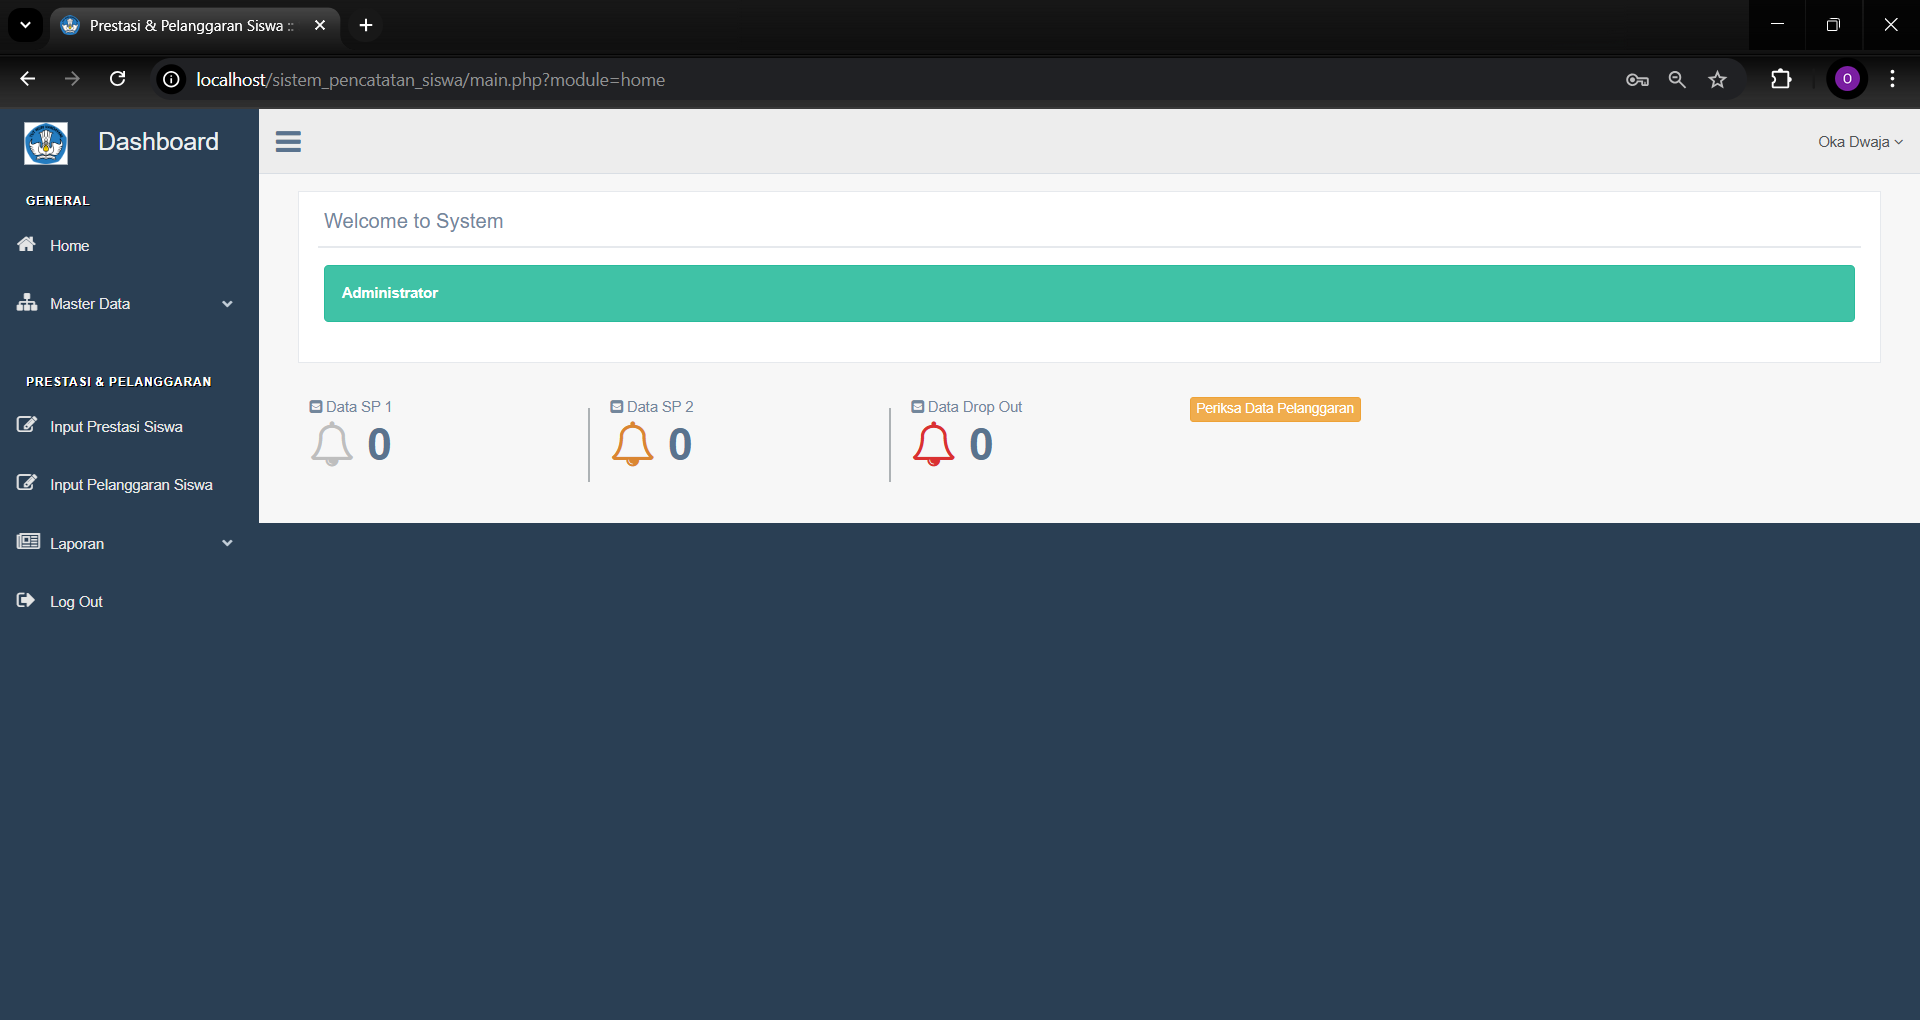 Prestasi & Pelanggaran Siswa ::
localhost/sistem_pencatatan_siswa/main.php?module=home
O
Dashboard
Oka Dwaja
GENERAL
Home
Master Data
PRESTASI & PELANGGARAN
Input Prestasi Siswa
Input Pelanggaran Siswa
Laporan
Log Out
Welcome to System
Administrator
Data SP 1
0
Data SP 2
0
Data Drop Out
0
Periksa Data Pelanggaran